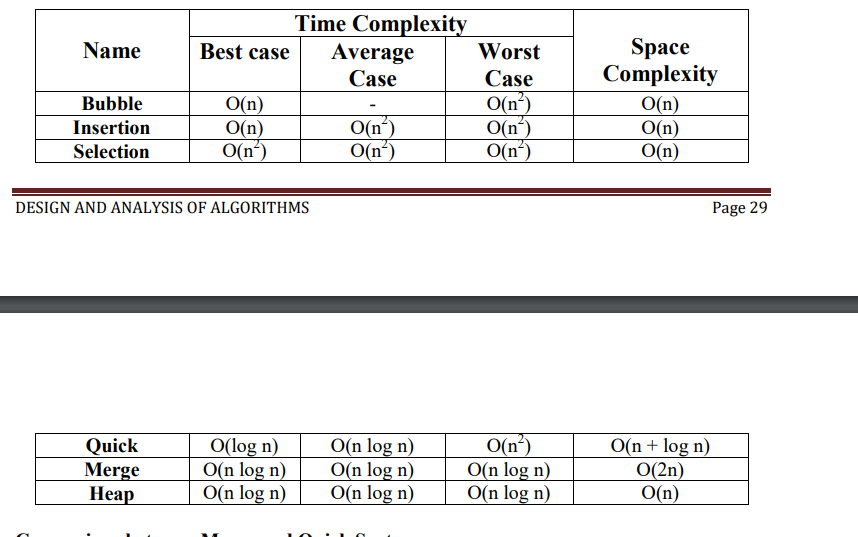 Time Complexity
Name Best case Average Case Worst Case Space Complexity
Bubble O(n) - O(n²) O(n)
Insertion O(n) O(n²) O(n²) O(n)
Selection O(n²) O(n²) O(n²) O(n)
DESIGN AND ANALYSIS OF ALGORITHMS Page 29
Quick O(log n) O(n log n) O(n²) O(n + log n)
Merge O(n log n) O(n log n) O(n log n) O(2n)
Heap O(n log n) O(n log n) O(n log n) O(n)